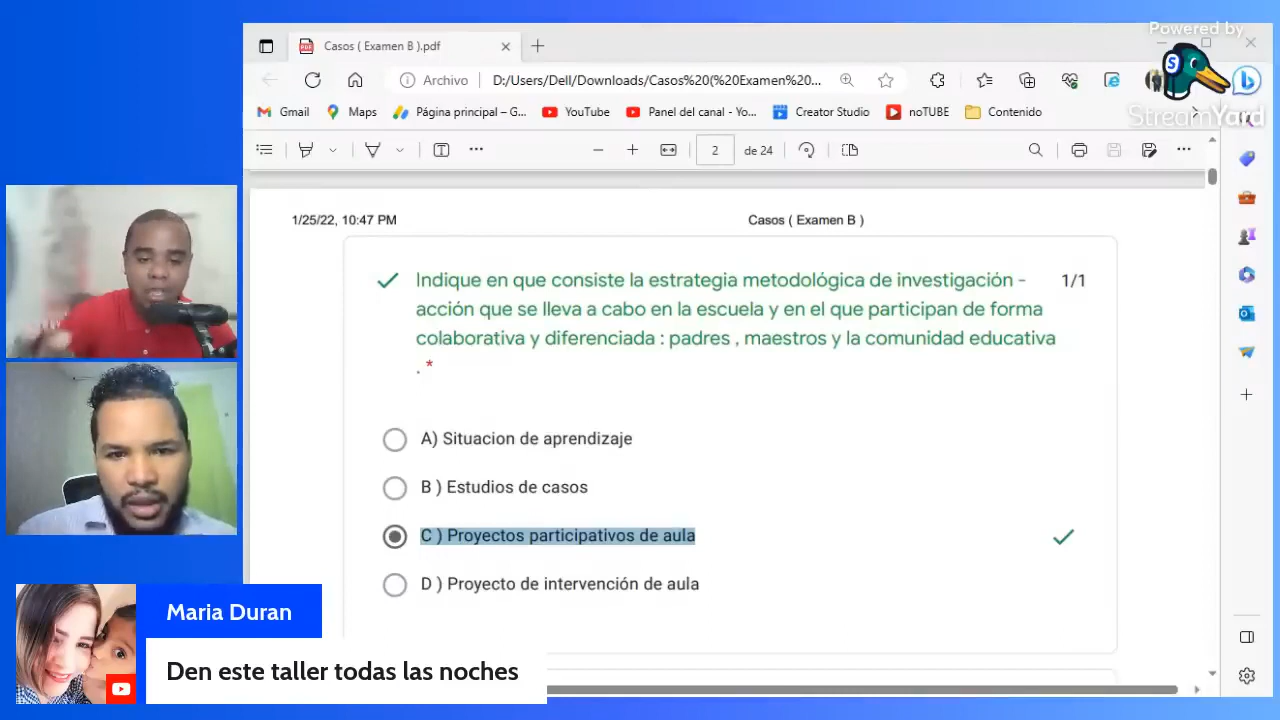 Powered by
StreamYard
Casos ( Examen B ).pdf
Archivo
D:/Users/Dell/Downloads/Casos%20(%20Examen%20...
Gmail
Maps
Página principal – G...
YouTube
Panel del canal - Yo...
Creator Studio
noTUBE
Contenido
2
de 24
1/25/22, 10:47 PM
Casos ( Examen B )
Indique en que consiste la estrategia metodológica de investigación -
1/1
acción que se lleva a cabo en la escuela y en el que participan de forma
colaborativa y diferenciada : padres , maestros y la comunidad educativa
. *
A) Situacion de aprendizaje
B ) Estudios de casos
C ) Proyectos participativos de aula
D ) Proyecto de intervención de aula
Maria Duran
Den este taller todas las noches